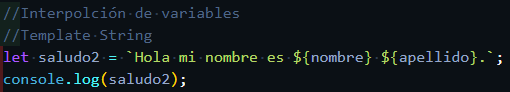 //Interpolción de variables
//Template String
let saludo2 = `Hola mi nombre es ${nombre} ${apellido}.`;
console.log(saludo2);